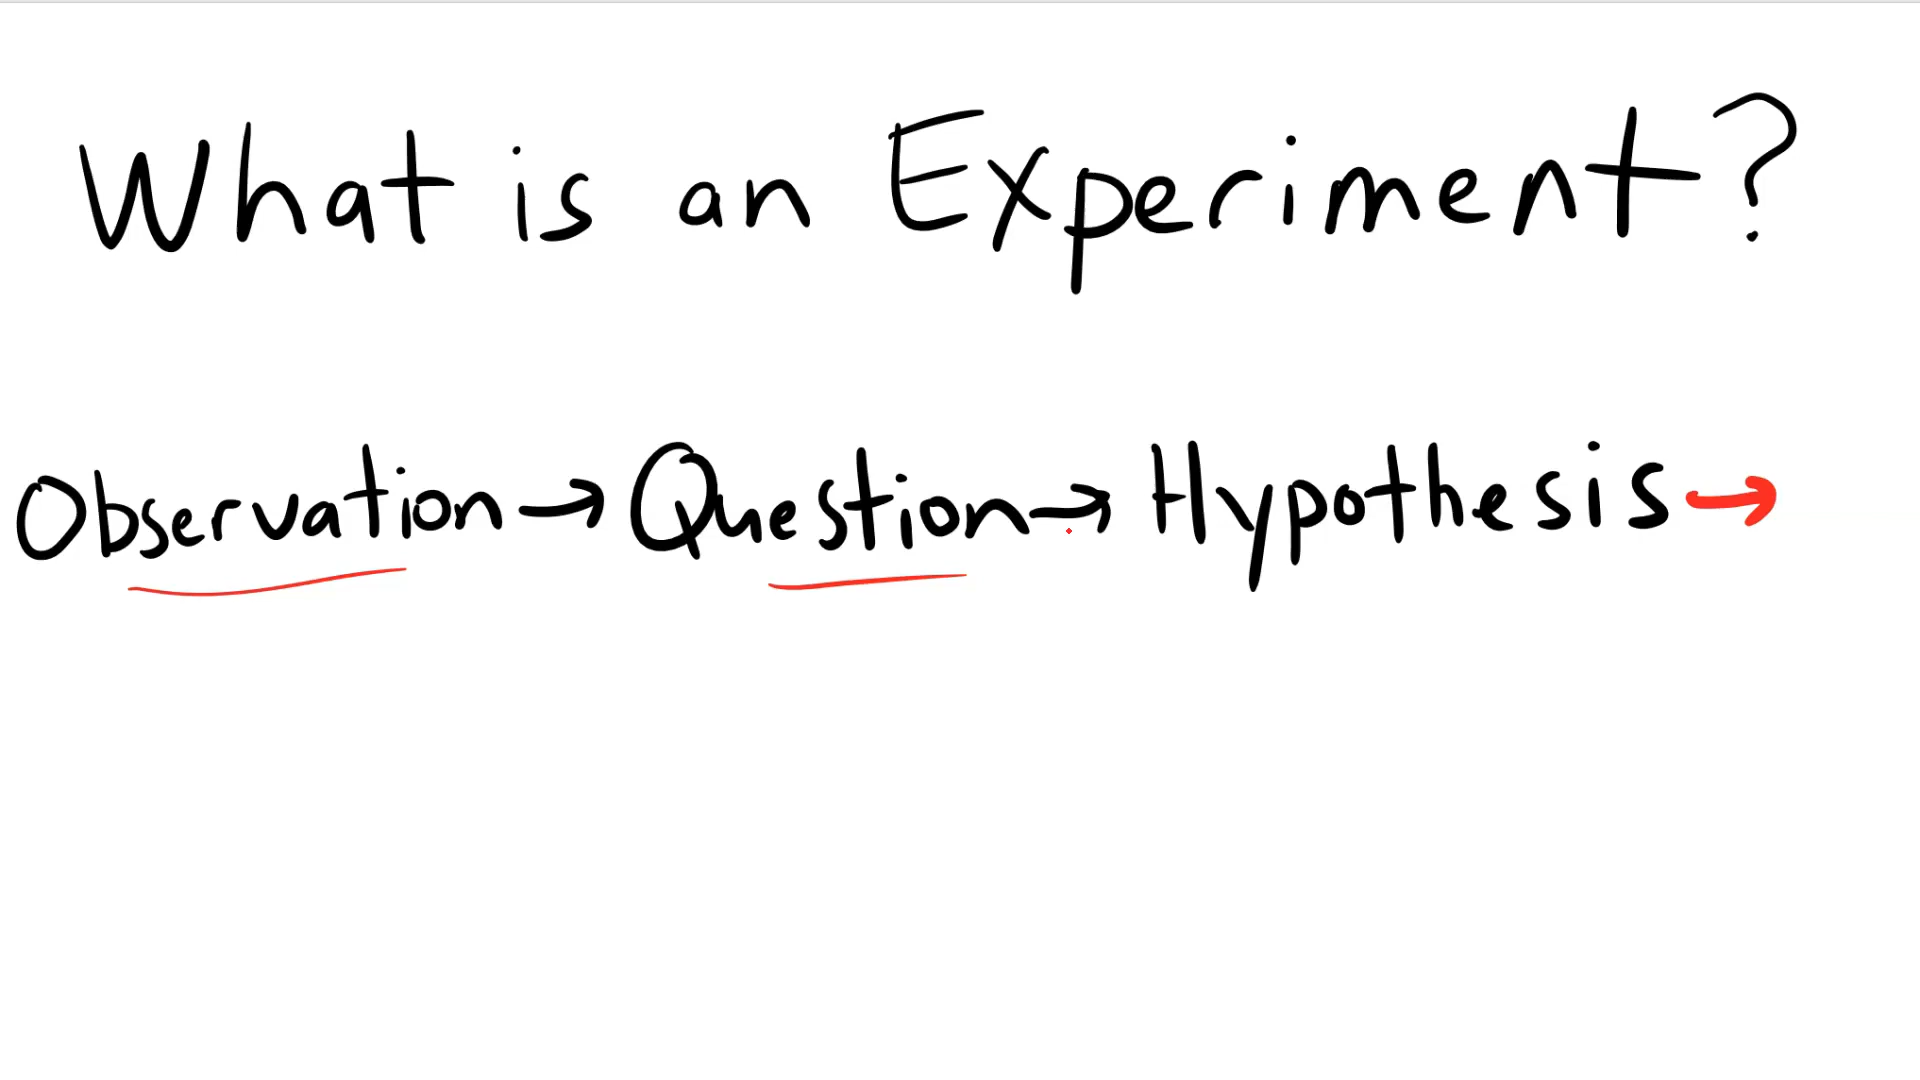 What is an Experiment?
Observation → Question → Hypothesis →